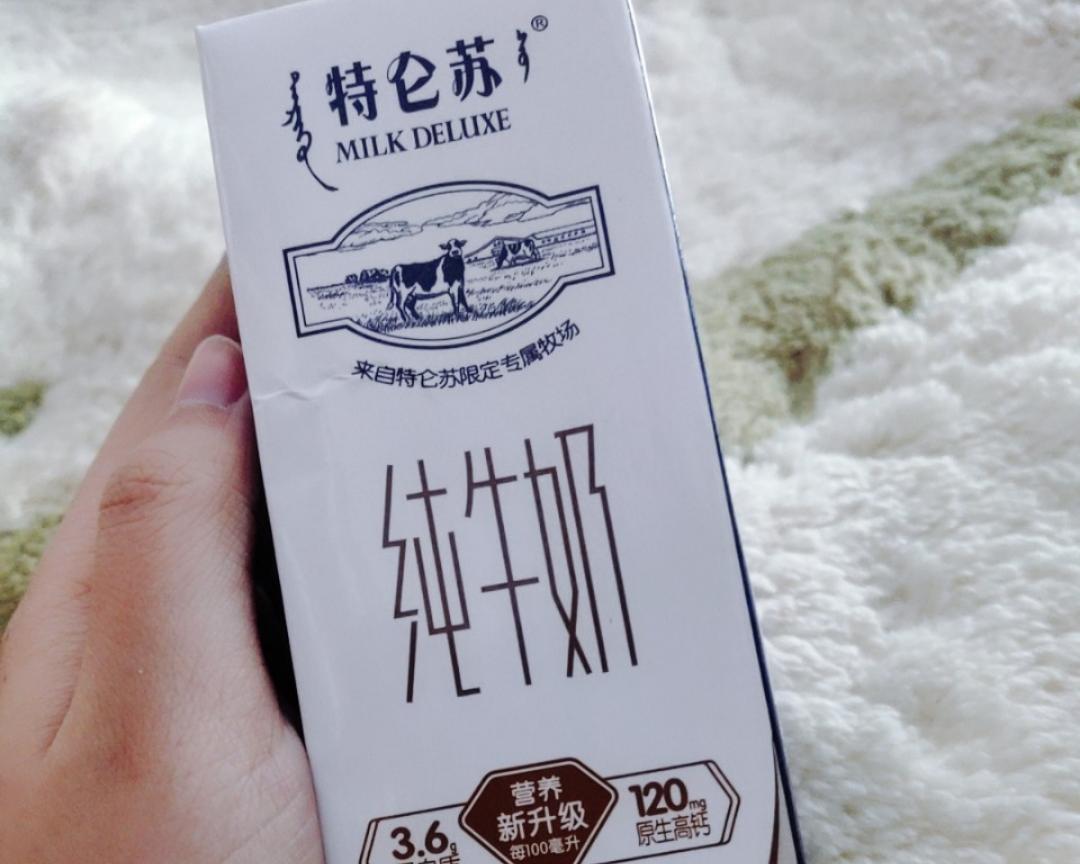 特仑苏®
MILK DELUXE
来自特仑苏限定专属牧场
纯牛奶
营养
新升级
每100毫升
3.6g
120mg
原生高钙